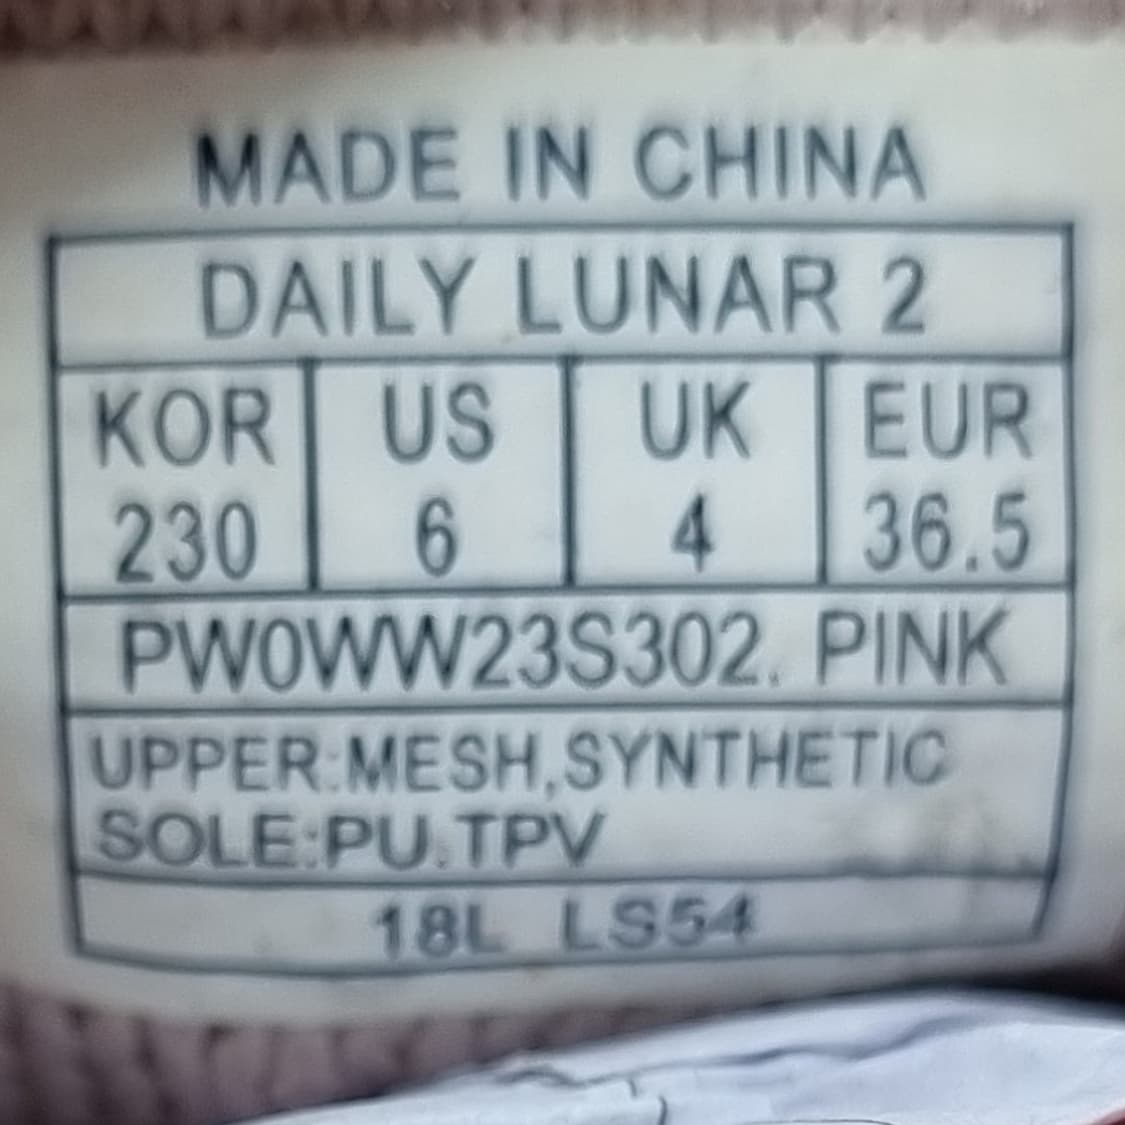 MADE IN CHINA
DAILY LUNAR 2
KOR US UK EUR
230 6 4 36.5
PW0WW23S302. PINK
UPPER:MESH,SYNTHETIC
SOLE:PU.TPV
18L LS54